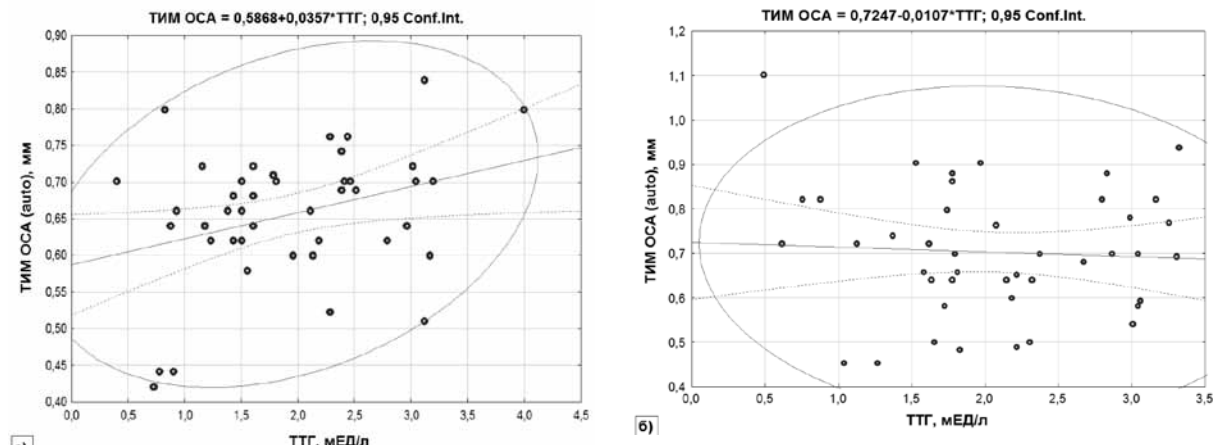 ТИМ ОСА = 0,5868+0,0357*ТТГ; 0,95 Conf.Int.
0,90
0,85
0,80
0,75
0,70
0,65
0,60
0,55
0,50
0,45
0,40
ТИМ ОСА (auto), мм
0,0 0,5 1,0 1,5 2,0 2,5 3,0 3,5 4,0 4,5
ТТГ, мЕД/л
ТИМ ОСА = 0,7247-0,0107*ТТГ; 0,95 Conf.Int.
1,2
1,1
1,0
0,9
0,8
0,7
0,6
0,5
0,4
ТИМ ОСА (auto), мм
0,0 0,5 1,0 1,5 2,0 2,5 3,0 3,5
ТТГ, мЕД/л
б)